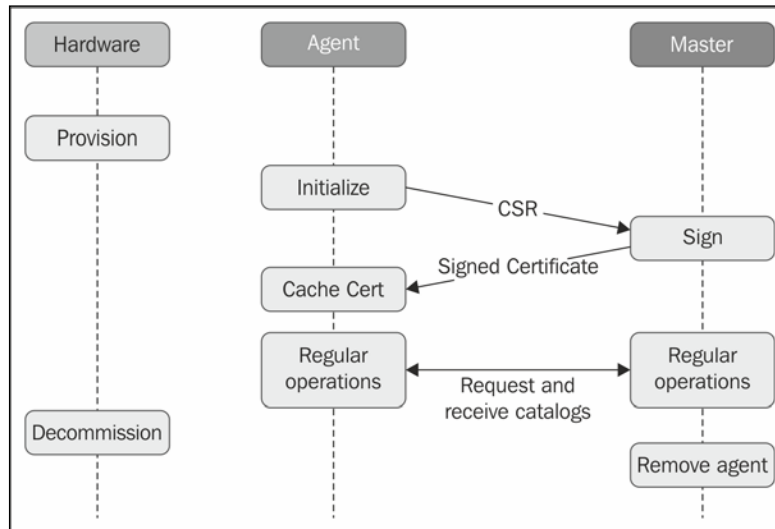 Hardware
Agent
Master
Provision
Initialize
CSR
Sign
Signed Certificate
Cache Cert
Regular
operations
Request and
receive catalogs
Regular
operations
Decommission
Remove agent